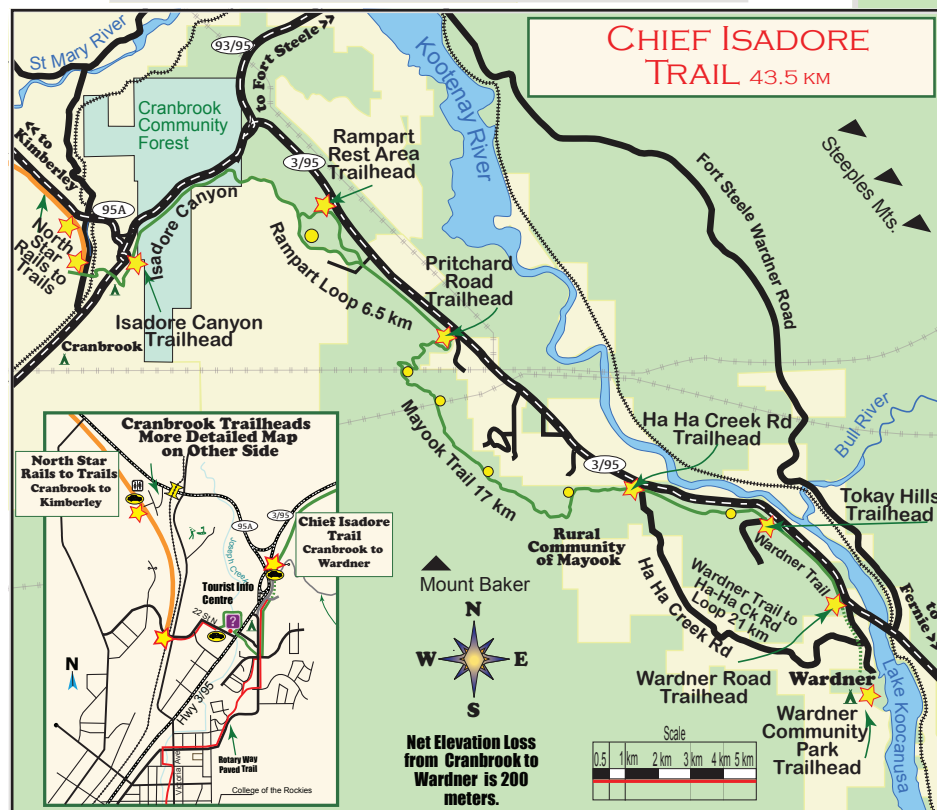 CHIEF ISADORE
TRAIL 43.5 KM
St Mary River
93/95
to Fort Steele >>
Kootenay River
Cranbrook
Community
Forest
<< to
Kimberley
Rampart
Rest Area
Trailhead
3/95
Fort Steele Wardner Road
Steeples Mts.
95A
Isadore Canyon
North
Star
Rails to
Trails
Rampart Loop 6.5 km
Pritchard
Road
Trailhead
Isadore Canyon
Trailhead
Cranbrook
Mayook Trail 17 km
Ha Ha Creek Rd
Trailhead
3/95
Bull River
Tokay Hills
Trailhead
Rural
Community
of Mayook
Wardner Trail
Wardner Trail to
Ha-Ha Ck Rd
Loop 21 km
Ha Ha Creek Rd
to
Fernie >>
Mount Baker
N
W
E
S
Wardner Road
Trailhead
Wardner
Wardner
Community
Park
Trailhead
Lake Koocanusa
Net Elevation Loss
from Cranbrook to
Wardner is 200
meters.
Scale
0.5 1 km 2 km 3 km 4 km 5 km
Cranbrook Trailheads
More Detailed Map
on Other Side
North Star
Rails to Trails
Cranbrook to
Kimberley
95A
3/95
Chief Isadore
Trail
Cranbrook to
Wardner
Joseph Creek
Tourist Info
Centre
?
22 St N
N
Hwy 3/95
Victoria Ave
Rotary Way
Paved Trail
College of the Rockies